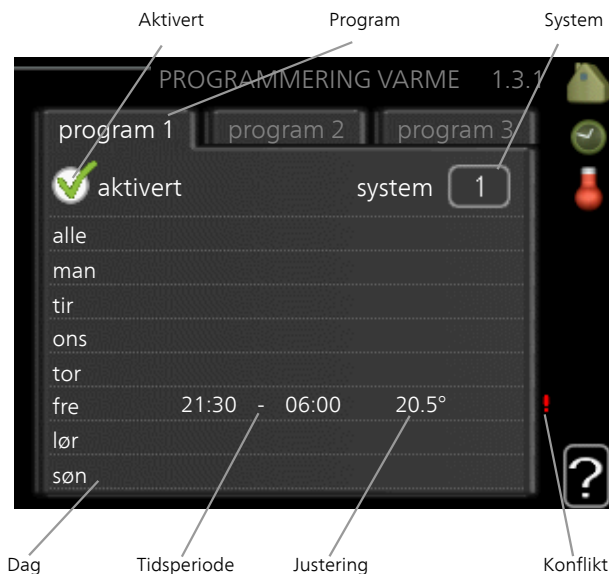 Aktivert Program System
PROGRAMMERING VARME 1.3.1
program 1 program 2 program 3
aktivert system 1
alle
man
tir
ons
tor
fre 21:30 - 06:00 20.5° !
lør
søn
?
Dag Tidsperiode Justering Konflikt